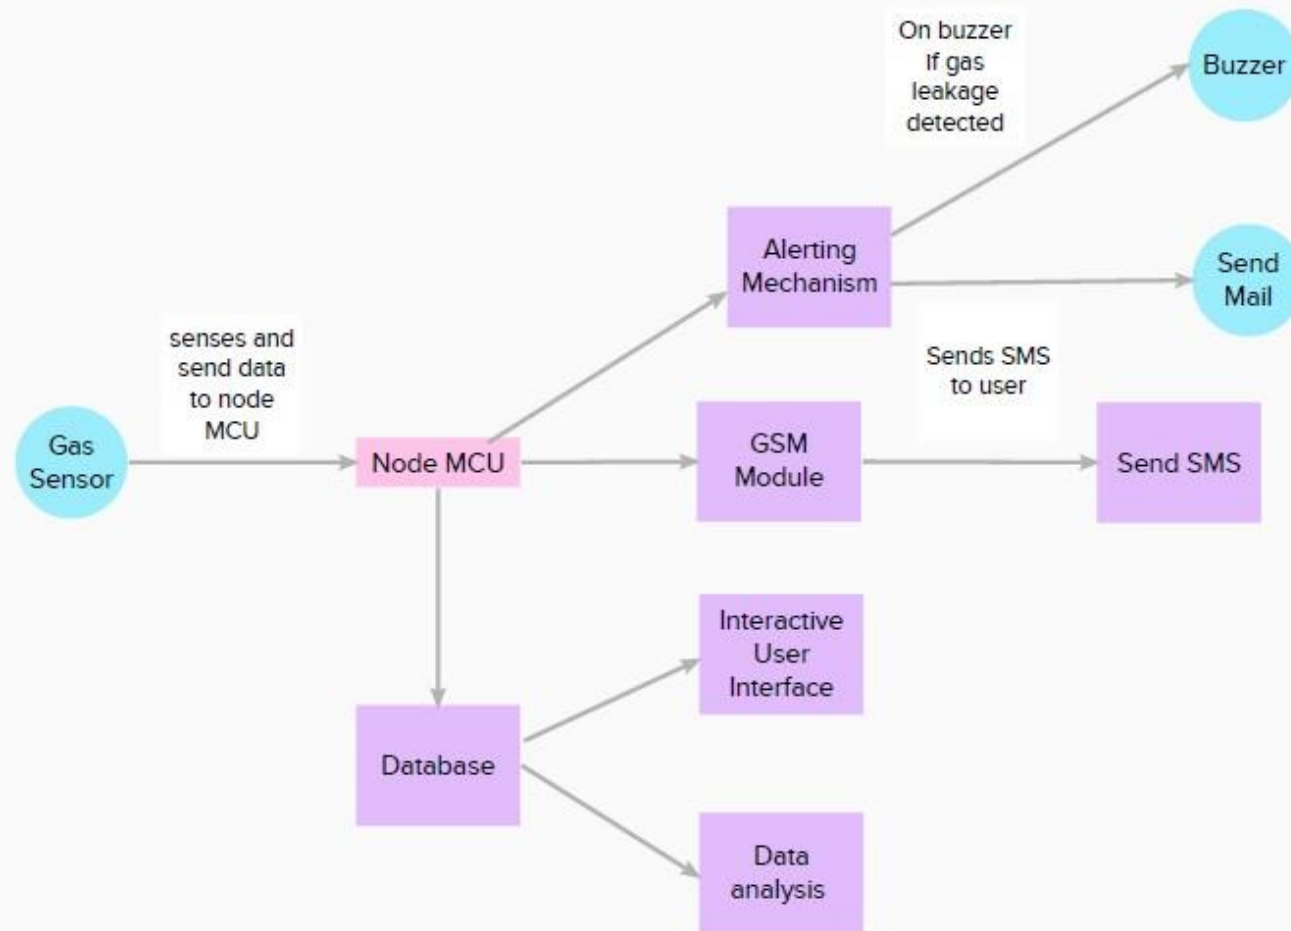 On buzzer
If gas
leakage
detected
Buzzer
Alerting
Mechanism
Send
Mail
senses and
send data
to node
MCU
Sends SMS
to user
Gas
Sensor
Node MCU
GSM
Module
Send SMS
Interactive
User
Interface
Database
Data
analysis